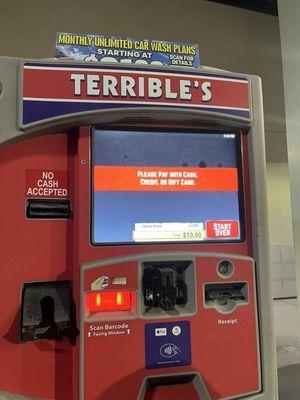 MONTHLY UNLIMITED CAR WASH PLANS
STARTING AT
SCAN FOR
DETAILS
TERRIBLE'S
NO
CASH
ACCEPTED
PLEASE PAY WITH CASH,
CREDIT, OR GIFT CARD.
Total $13.00
START
OVER
SCAN BARCODE
FACING WINDOW
RECEIPT